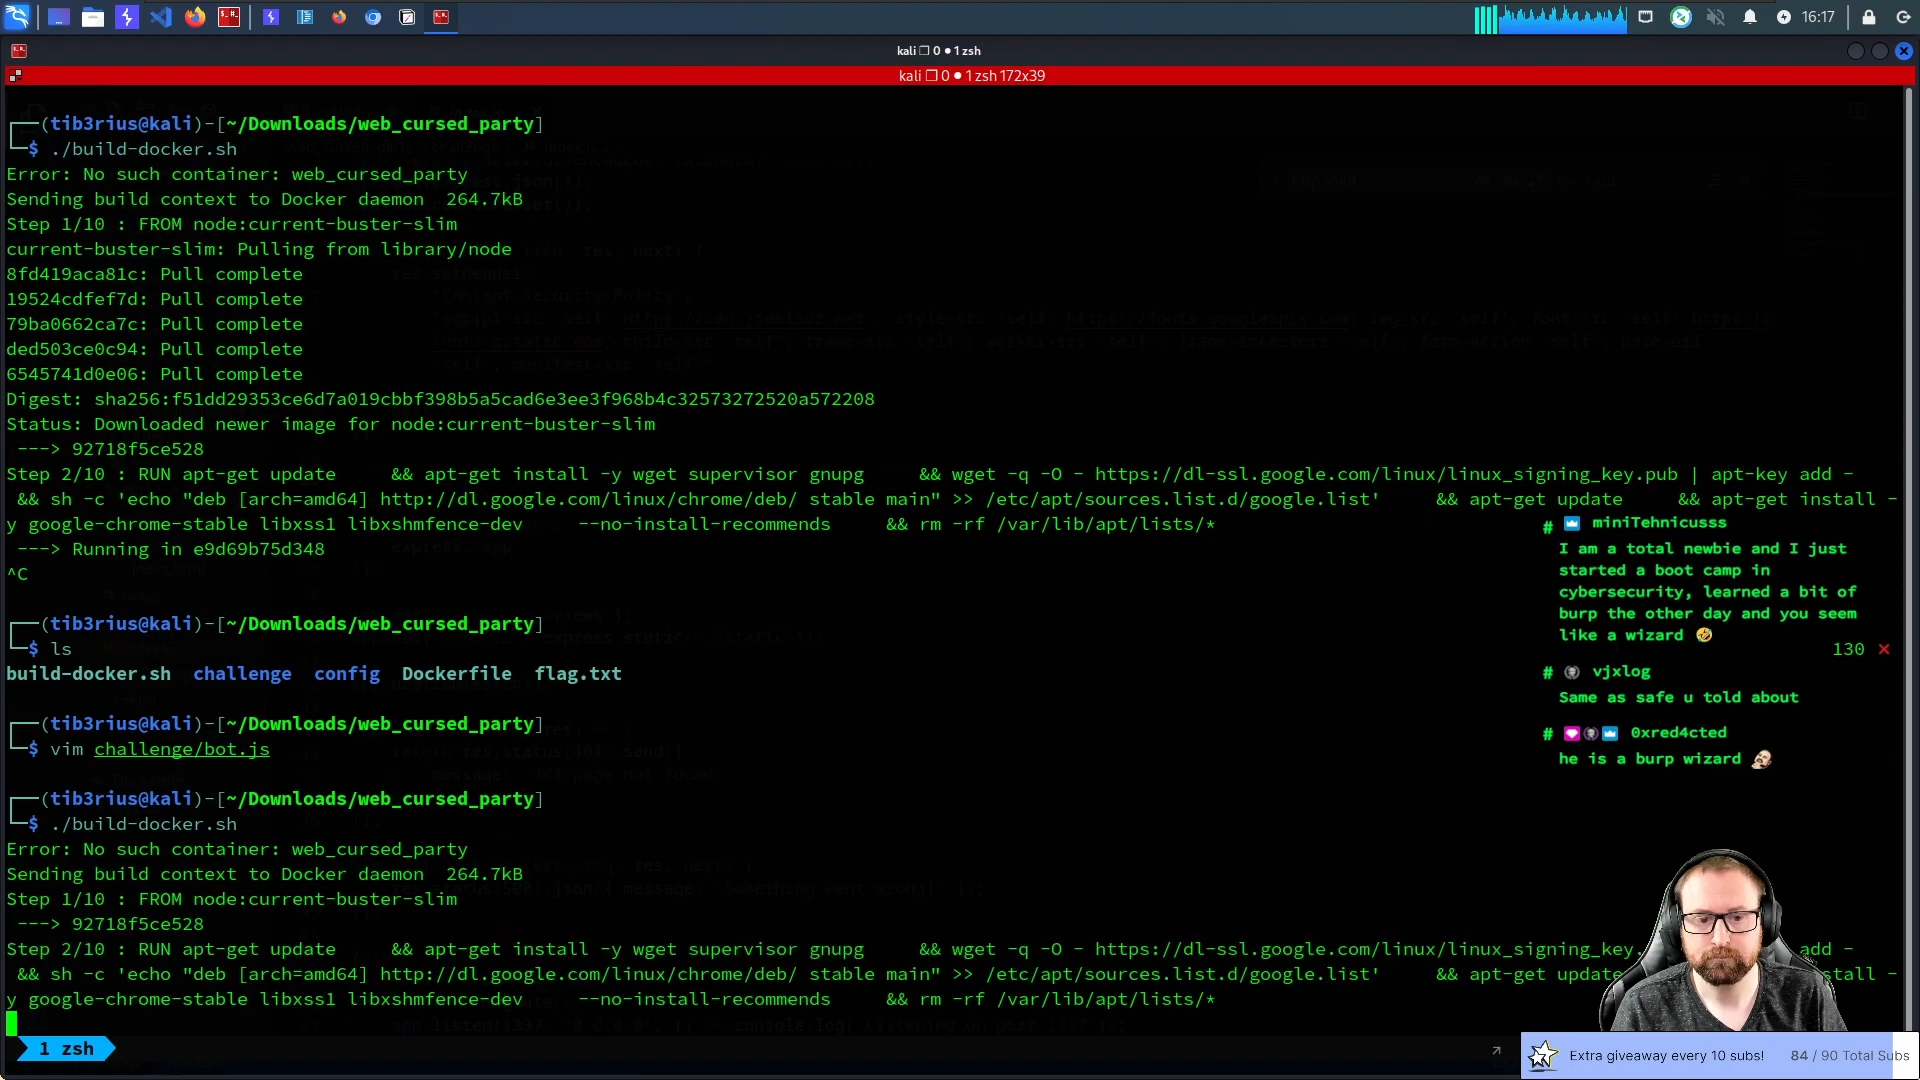 16:17
kali 0 ● 1 zsh
kali 0 ● 1 zsh 172x39
(tib3rius@kali)-[~/Downloads/web_cursed_party]
$ ./build-docker.sh
Error: No such container: web_cursed_party
Sending build context to Docker daemon  264.7kB
Step 1/10 : FROM node:current-buster-slim
current-buster-slim: Pulling from library/node
8fd419aca81c: Pull complete
19524cdfef7d: Pull complete
79ba0662ca7c: Pull complete
ded503ce0c94: Pull complete
6545741d0e06: Pull complete
Digest: sha256:f51dd29353ce6d7a019cbbf398b5a5cad6e3ee3f968b4c32573272520a572208
Status: Downloaded newer image for node:current-buster-slim
---> 92718f5ce528
Step 2/10 : RUN apt-get update     && apt-get install -y wget supervisor gnupg     && wget -q -O - https://dl-ssl.google.com/linux/linux_signing_key.pub | apt-key add -
&& sh -c 'echo "deb [arch=amd64] http://dl.google.com/linux/chrome/deb/ stable main" >> /etc/apt/sources.list.d/google.list'     && apt-get update     && apt-get install -
y google-chrome-stable libxss1 libxshmfence-dev     --no-install-recommends     && rm -rf /var/lib/apt/lists/*
---> Running in e9d69b75d348
^C
(tib3rius@kali)-[~/Downloads/web_cursed_party]
$ ls
130 ×
build-docker.sh  challenge  config  Dockerfile  flag.txt
(tib3rius@kali)-[~/Downloads/web_cursed_party]
$ vim challenge/bot.js
(tib3rius@kali)-[~/Downloads/web_cursed_party]
$ ./build-docker.sh
Error: No such container: web_cursed_party
Sending build context to Docker daemon  264.7kB
Step 1/10 : FROM node:current-buster-slim
---> 92718f5ce528
Step 2/10 : RUN apt-get update     && apt-get install -y wget supervisor gnupg     && wget -q -O - https://dl-ssl.google.com/linux/linux_signing_key. add -
&& sh -c 'echo "deb [arch=amd64] http://dl.google.com/linux/chrome/deb/ stable main" >> /etc/apt/sources.list.d/google.list'     && apt-get update stall -
y google-chrome-stable libxss1 libxshmfence-dev     --no-install-recommends     && rm -rf /var/lib/apt/lists/*
1 zsh
# miniTehnicusss
I am a total newbie and I just
started a boot camp in
cybersecurity, learned a bit of
burp the other day and you seem
like a wizard 🤣
# vjxlog
Same as safe u told about
# 0xred4cted
he is a burp wizard
Extra giveaway every 10 subs!  84 / 90 Total Subs